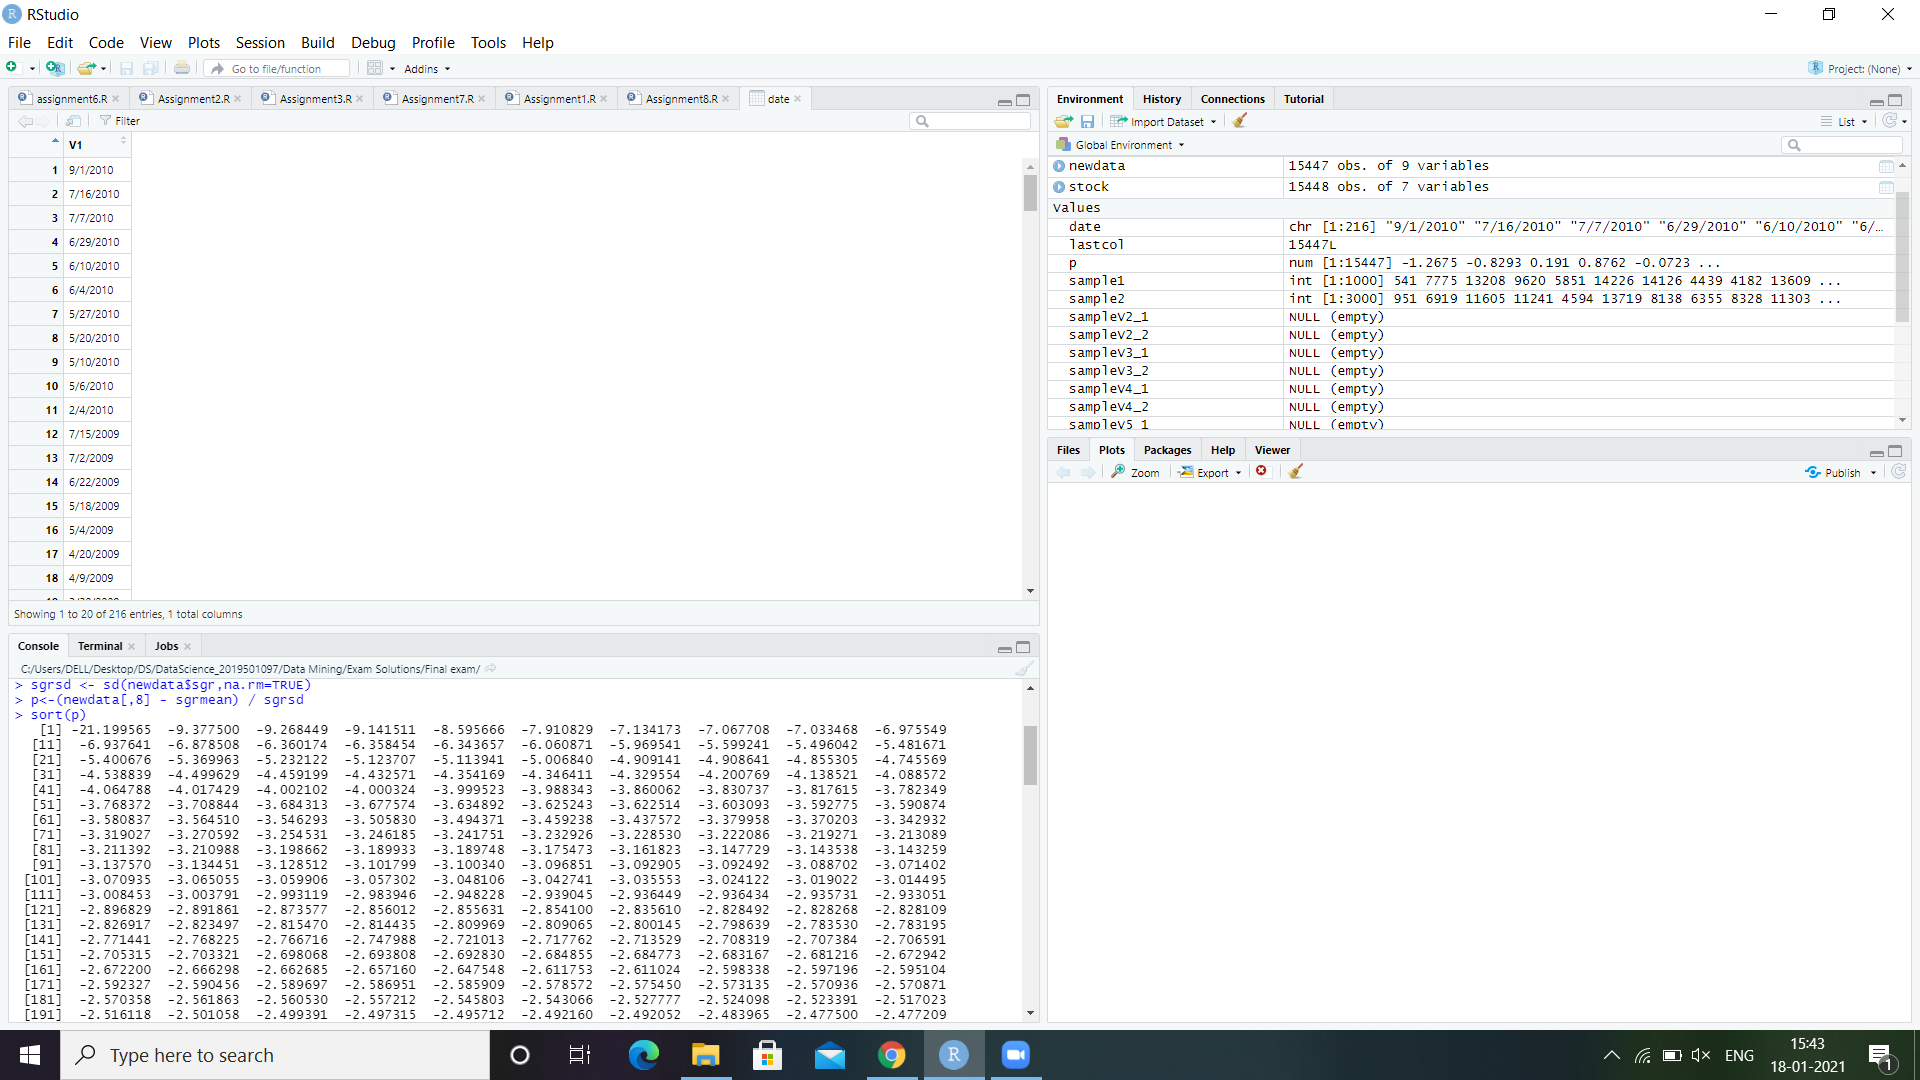 RStudio
File Edit Code View Plots Session Build Debug Profile Tools Help
Go to file/function Addins Project: (None)
assignment6.R Assignment2.R Assignment3.R Assignment7.R Assignment1.R Assignment8.R date
Filter
V1
1 9/1/2010
2 7/16/2010
3 7/7/2010
4 6/29/2010
5 6/10/2010
6 6/4/2010
7 5/27/2010
8 5/20/2010
9 5/10/2010
10 5/6/2010
11 2/4/2010
12 7/15/2009
13 7/2/2009
14 6/22/2009
15 5/18/2009
16 5/4/2009
17 4/20/2009
18 4/9/2009
Showing 1 to 20 of 216 entries, 1 total columns
Console Terminal Jobs
C:/Users/DELL/Desktop/DS/DataScience_2019501097/Data Mining/Exam Solutions/Final exam/
> sgrsd <- sd(newdata$sgr,na.rm=TRUE)
> p<-(newdata[,8] - sgrmean) / sgrsd
> sort(p)
[1] -21.199565 -9.377500 -9.268449 -9.141511 -8.595666 -7.910829 -7.134173 -7.067708 -7.033468 -6.975549
[11] -6.937641 -6.878508 -6.360174 -6.358454 -6.343657 -6.060871 -5.969541 -5.599241 -5.496042 -5.481671
[21] -5.400676 -5.369963 -5.232122 -5.123707 -5.113941 -5.006840 -4.909141 -4.908641 -4.855305 -4.745569
[31] -4.538839 -4.499629 -4.459199 -4.432571 -4.354169 -4.346411 -4.329554 -4.200769 -4.138521 -4.088572
[41] -4.064788 -4.017429 -4.002102 -4.000324 -3.999523 -3.988343 -3.860062 -3.830737 -3.817615 -3.782349
[51] -3.768372 -3.708844 -3.684313 -3.677574 -3.634892 -3.625243 -3.622514 -3.603093 -3.592775 -3.590874
[61] -3.580837 -3.564510 -3.546293 -3.505830 -3.494371 -3.459238 -3.437572 -3.379958 -3.370203 -3.342932
[71] -3.319027 -3.270592 -3.254531 -3.246185 -3.241751 -3.232926 -3.228530 -3.222086 -3.219271 -3.213089
[81] -3.211392 -3.210988 -3.198662 -3.189933 -3.189748 -3.175473 -3.161823 -3.147729 -3.143538 -3.143259
[91] -3.137570 -3.134451 -3.128512 -3.101799 -3.100340 -3.096851 -3.092905 -3.092492 -3.088702 -3.071402
[101] -3.070935 -3.065055 -3.059906 -3.057302 -3.048106 -3.042741 -3.035553 -3.024122 -3.019022 -3.014495
[111] -3.008453 -3.003791 -2.993119 -2.983946 -2.948228 -2.939045 -2.936449 -2.936434 -2.935731 -2.933051
[121] -2.896829 -2.891861 -2.873577 -2.856012 -2.855631 -2.854100 -2.835610 -2.828492 -2.828268 -2.828109
[131] -2.826917 -2.823497 -2.815470 -2.814435 -2.809969 -2.809065 -2.800145 -2.798639 -2.783530 -2.783195
[141] -2.771441 -2.768225 -2.766716 -2.747988 -2.721013 -2.717762 -2.713529 -2.708319 -2.707384 -2.706591
[151] -2.705315 -2.703321 -2.698068 -2.693808 -2.692830 -2.684855 -2.684773 -2.683167 -2.681216 -2.672942
[161] -2.672200 -2.666298 -2.662685 -2.657160 -2.647548 -2.611753 -2.611024 -2.598338 -2.597196 -2.595104
[171] -2.592327 -2.590456 -2.589697 -2.586951 -2.585909 -2.578572 -2.575450 -2.573135 -2.570936 -2.570871
[181] -2.570358 -2.561863 -2.560530 -2.557212 -2.545803 -2.543066 -2.527777 -2.524098 -2.523391 -2.517023
[191] -2.516118 -2.501058 -2.499391 -2.497315 -2.495712 -2.492160 -2.492052 -2.483965 -2.477500 -2.477209
Environment History Connections Tutorial
Import Dataset List
Global Environment
newdata 15447 obs. of 9 variables
stock 15448 obs. of 7 variables
Values
date chr [1:216] "9/1/2010" "7/16/2010" "7/7/2010" "6/29/2010" "6/10/2010" "6/…
lastcol 15447L
p num [1:15447] -1.2675 -0.8293 0.191 0.8762 -0.0723 ...
sample1 int [1:1000] 541 7775 13208 9620 5851 14226 14126 4439 4182 13609 ...
sample2 int [1:3000] 951 6919 11605 11241 4594 13719 8138 6355 8328 11303 ...
sampleV2_1 NULL (empty)
sampleV2_2 NULL (empty)
sampleV3_1 NULL (empty)
sampleV3_2 NULL (empty)
sampleV4_1 NULL (empty)
sampleV4_2 NULL (empty)
sampleV5_1 NULL (empty)
Files Plots Packages Help Viewer
Zoom Export Publish
Type here to search
ENG
15:43
18-01-2021
1